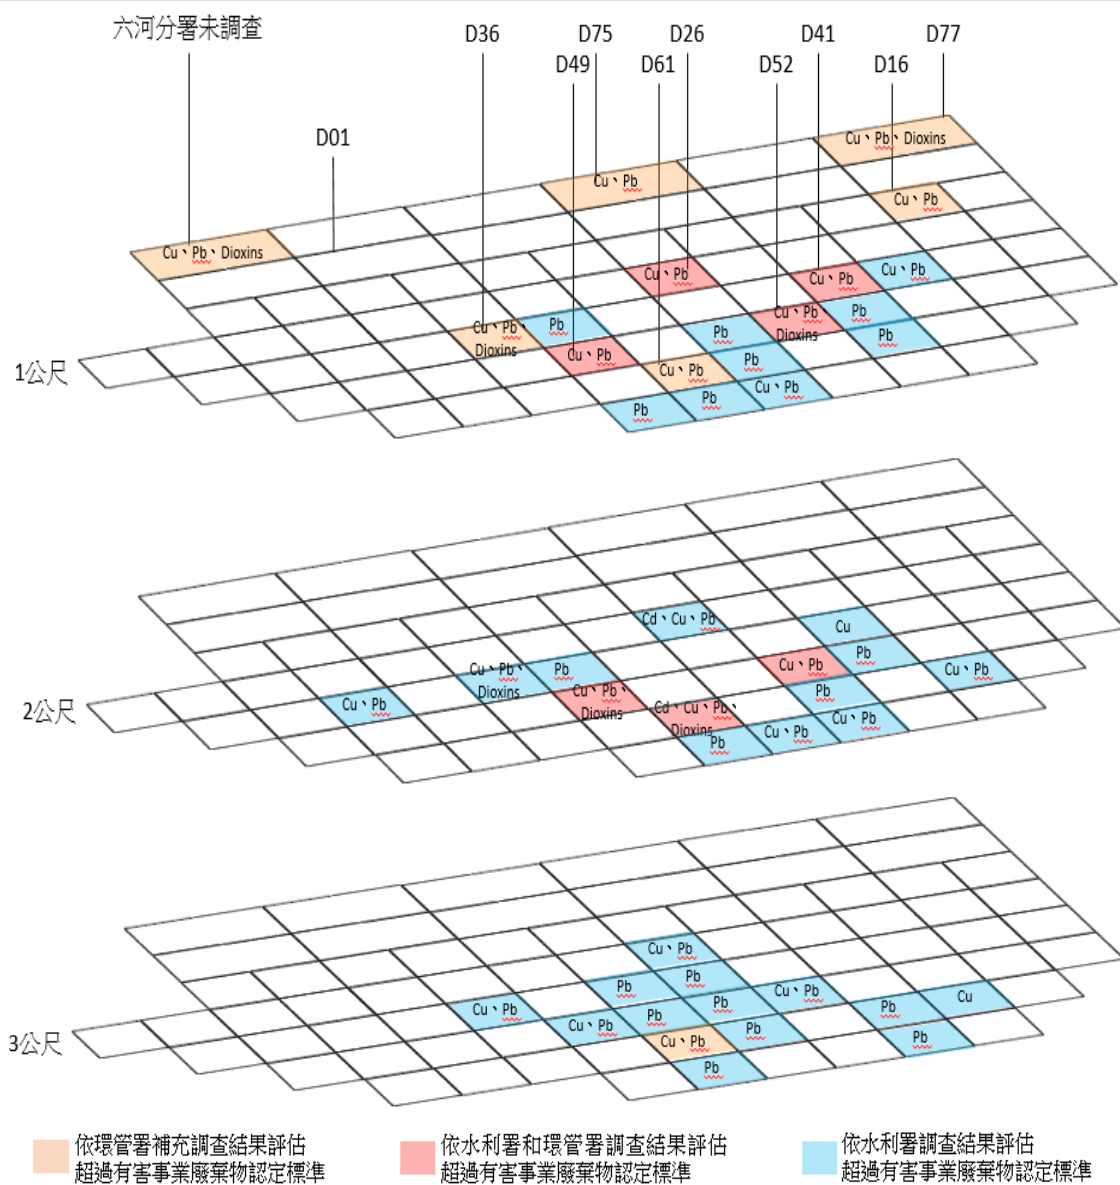 六河分署未調查
D36
D75
D26
D41
D77
D49
D61
D52
D16
D01
Cu、Pb、Dioxins
Cu、Pb
Cu、Pb
Cu、Pb、Dioxins
Cu、Pb
Cu、Pb
Cu、Pb
Cu、Pb、
Dioxins
Pb
Pb
Cu、Pb
Dioxins
Pb
Cu、Pb
Pb
Pb
Cu、Pb
Cu、Pb
Pb
Pb
1公尺
Cd、Cu、Pb
Cu
Cu、Pb
Pb
Cu、Pb、
Dioxins
Pb
Cu、Pb
Cu、Pb
Cu、Pb、
Dioxins
Pb
Cd、Cu、Pb、
Dioxins
Cu、Pb
Cu、Pb
Pb
2公尺
Cu、Pb
Pb
Pb
Cu、Pb
Cu
Cu、Pb
Pb
Pb
Pb
Cu、Pb
Pb
Cu、Pb
Pb
Pb
3公尺
依環管署補充調查結果評估
超過有害事業廢棄物認定標準
依水利署和環管署調查結果評估
超過有害事業廢棄物認定標準
依水利署調查結果評估
超過有害事業廢棄物認定標準